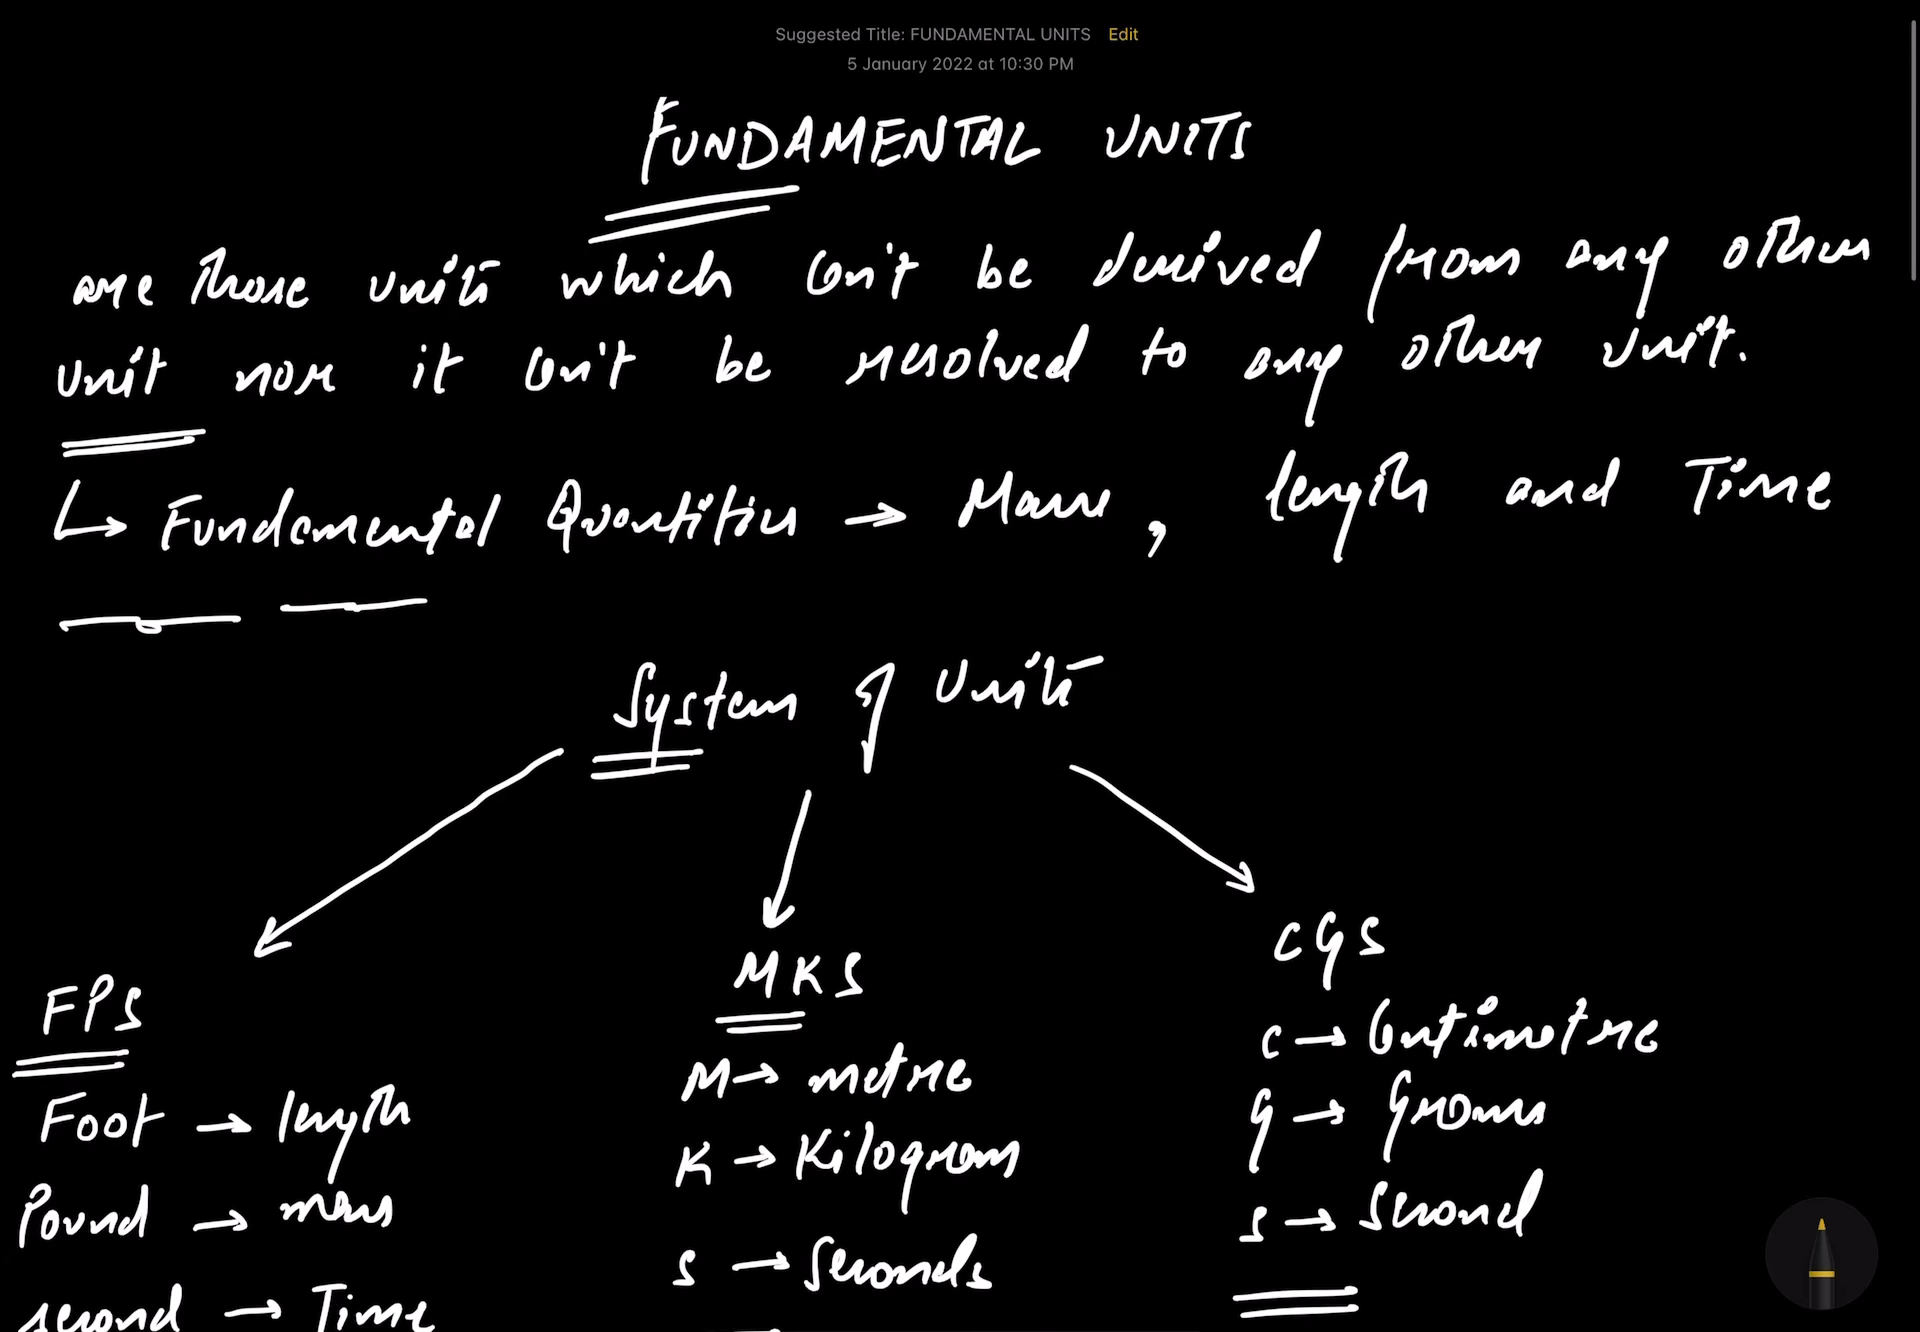 Suggested Title: FUNDAMENTAL UNITS Edit
5 January 2022 at 10:30 PM
FUNDAMENTAL UNITS
are those units which can't be derived from any other
unit nor it can't be resolved to any other unit.
↳ Fundamental Quantities → Mass, length and Time
System of Units
FPS
Foot → length
Pound → mass
second → Time
MKS
M → metre
K → Kilogram
S → Seconds
CGS
C → Centimetre
G → Grams
S → Second